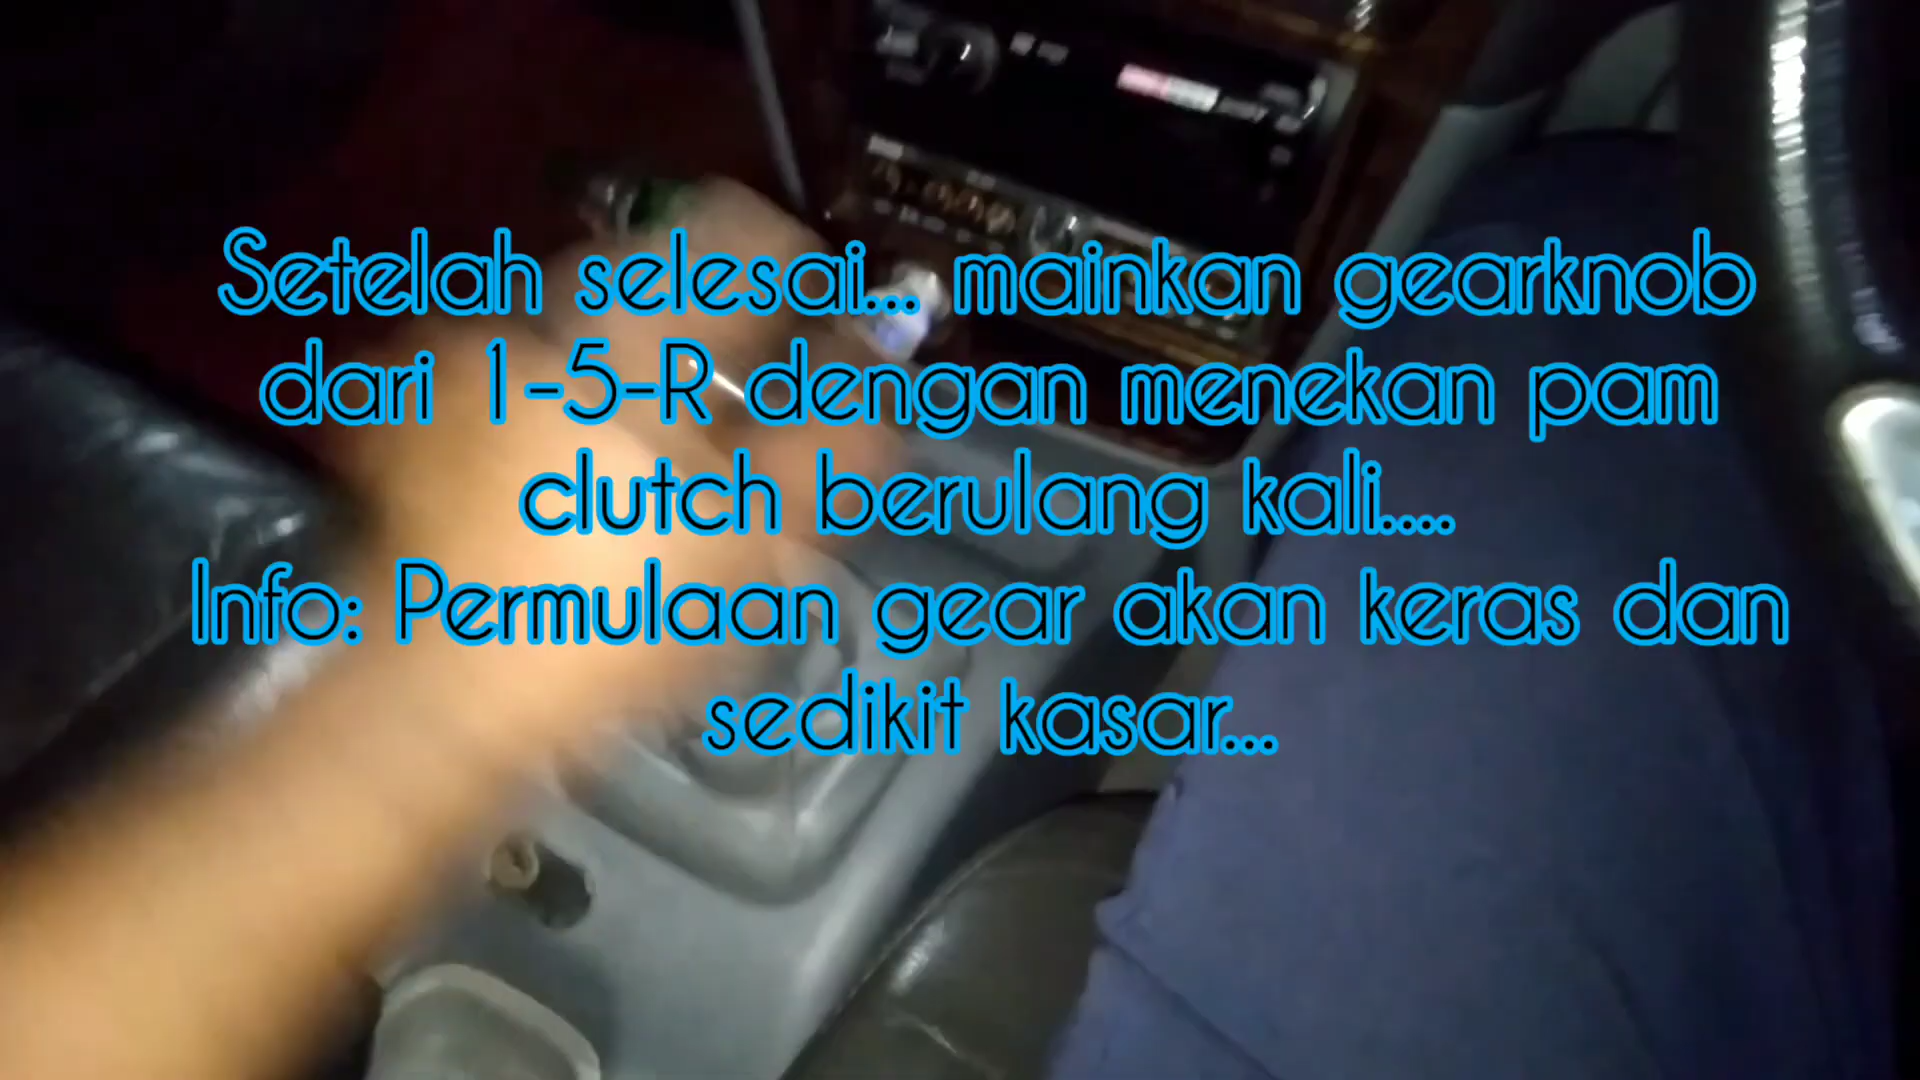 Setelah selesai... mainkan gearknob
dari 1-5-R dengan menekan pam
clutch berulang kali....
Info: Permulaan gear akan keras dan
sedikit kasar...